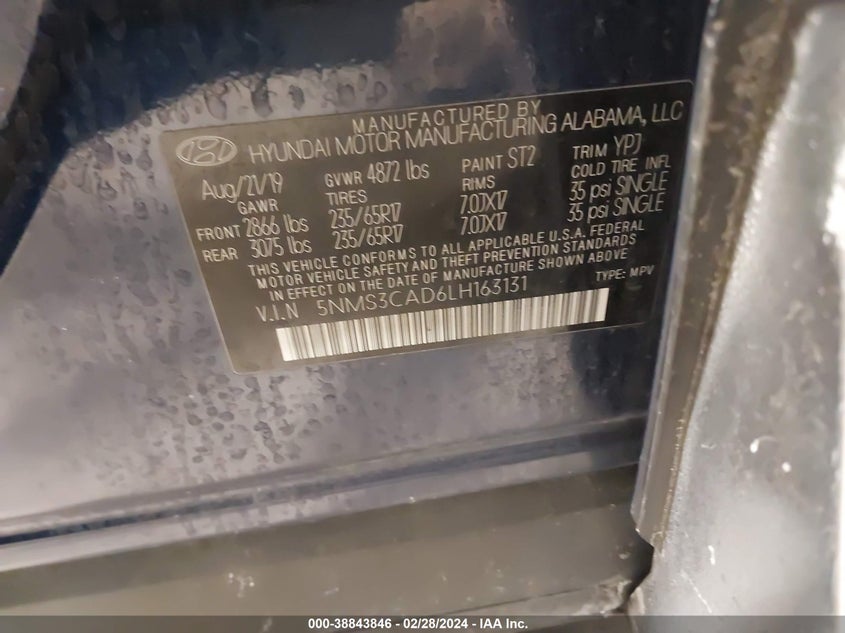 MANUFACTURED BY
HYUNDAI MOTOR MANUFACTURING ALABAMA, LLC
Aug/21/19 GVWR 4872 lbs PAINT ST2 TRIM YPJ
GAWR TIRES RIMS COLD TIRE INFL
FRONT 2866 lbs 235/65R17 7.0JX17 35 psi SINGLE
REAR 3075 lbs 235/65R17 7.0JX17 35 psi SINGLE
THIS VEHICLE CONFORMS TO ALL APPLICABLE U.S.A. FEDERAL
MOTOR VEHICLE SAFETY AND THEFT PREVENTION STANDARDS
IN EFFECT ON THE DATE OF MANUFACTURE SHOWN ABOVE
V.I.N 5NMS3CAD6LH163131 TYPE: MPV
000-38843846 - 02/28/2024 - IAA Inc.